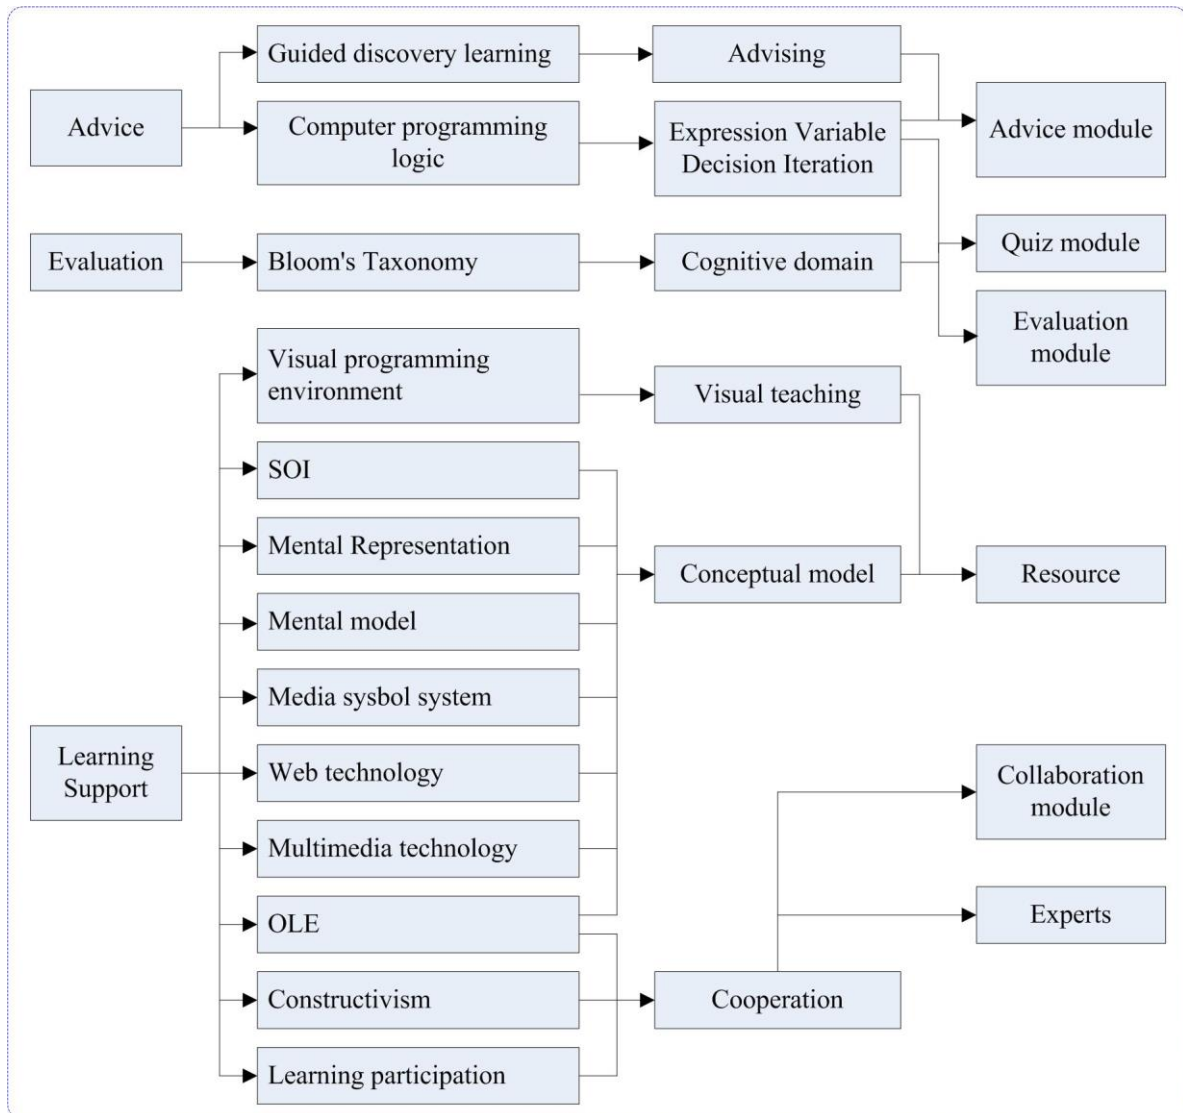 Guided discovery learning
Advising
Advice
Computer programming
logic
Expression Variable
Decision Iteration
Advice module
Evaluation
Bloom's Taxonomy
Cognitive domain
Quiz module
Evaluation
module
Visual programming
environment
Visual teaching
SOI
Mental Representation
Conceptual model
Resource
Mental model
Media sysbol system
Learning
Support
Web technology
Collaboration
module
Multimedia technology
OLE
Experts
Constructivism
Cooperation
Learning participation